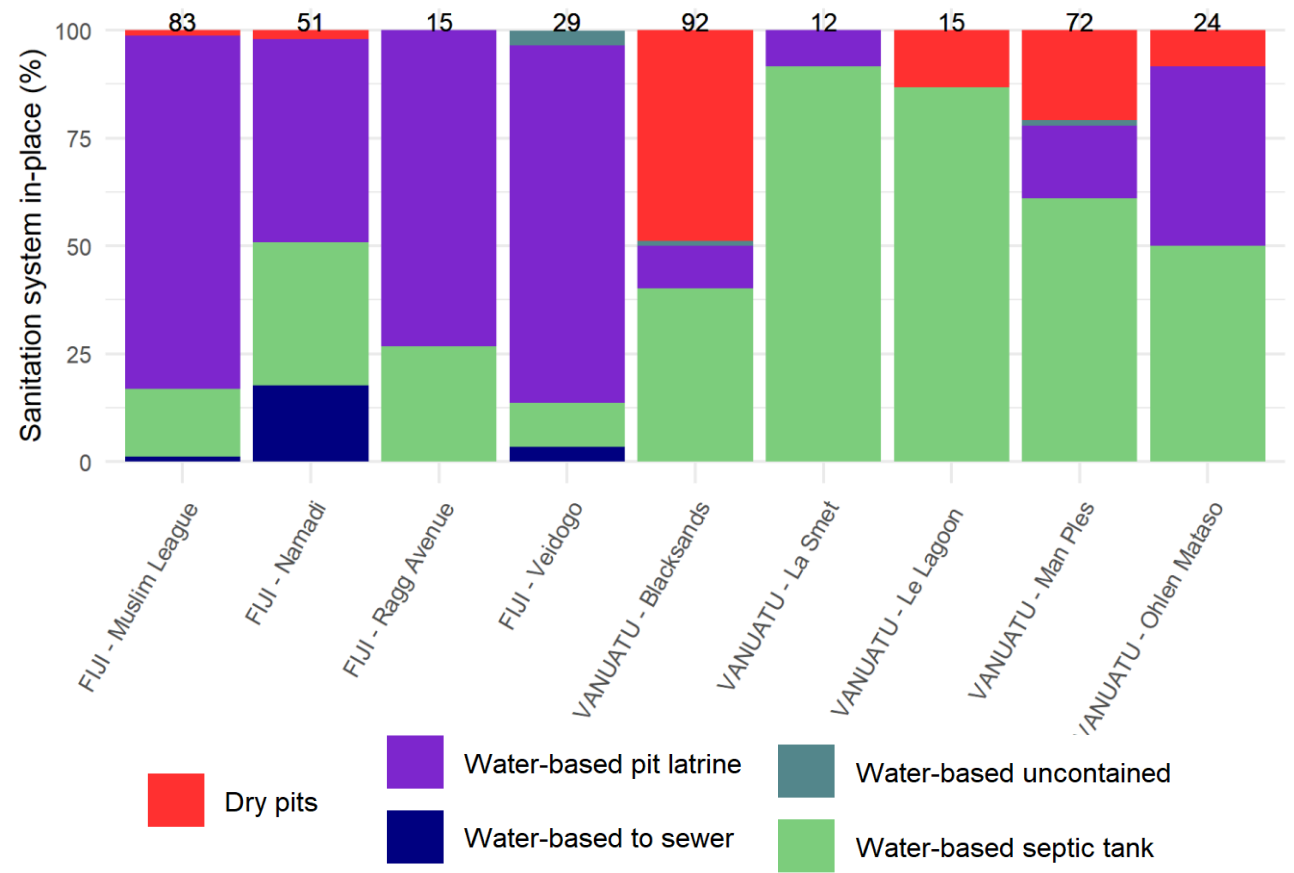 83 51 15 29 92 12 15 72 24
Sanitation system in-place (%)
100
75
50
25
0
FIJI - Muslim League
FIJI - Namadi
FIJI - Ragg Avenue
FIJI - Veidogo
VANUATU - Blacksands
VANUATU - La Smet
VANUATU - Le Lagoon
VANUATU - Man Ples
VANUATU - Ohlen Mataso
Dry pits
Water-based pit latrine
Water-based to sewer
Water-based uncontained
Water-based septic tank